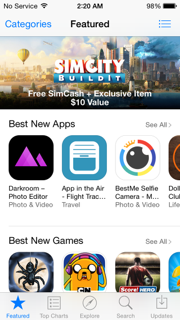 No Service
2:20 AM
98%
Categories
Featured
SIMCITY
BUILDIT
Free SimCash + Exclusive Item
$10 Value
Best New Apps
See All >
Darkroom –
Photo Editor
Photo & Video
App in the Air
- Flight Trac...
Travel
BestMe Selfie
Camera - M...
Photo & Video
Doll
Club
Life
Best New Games
See All >
Score! HERO
Featured
Top Charts
Explore
Search
Updates